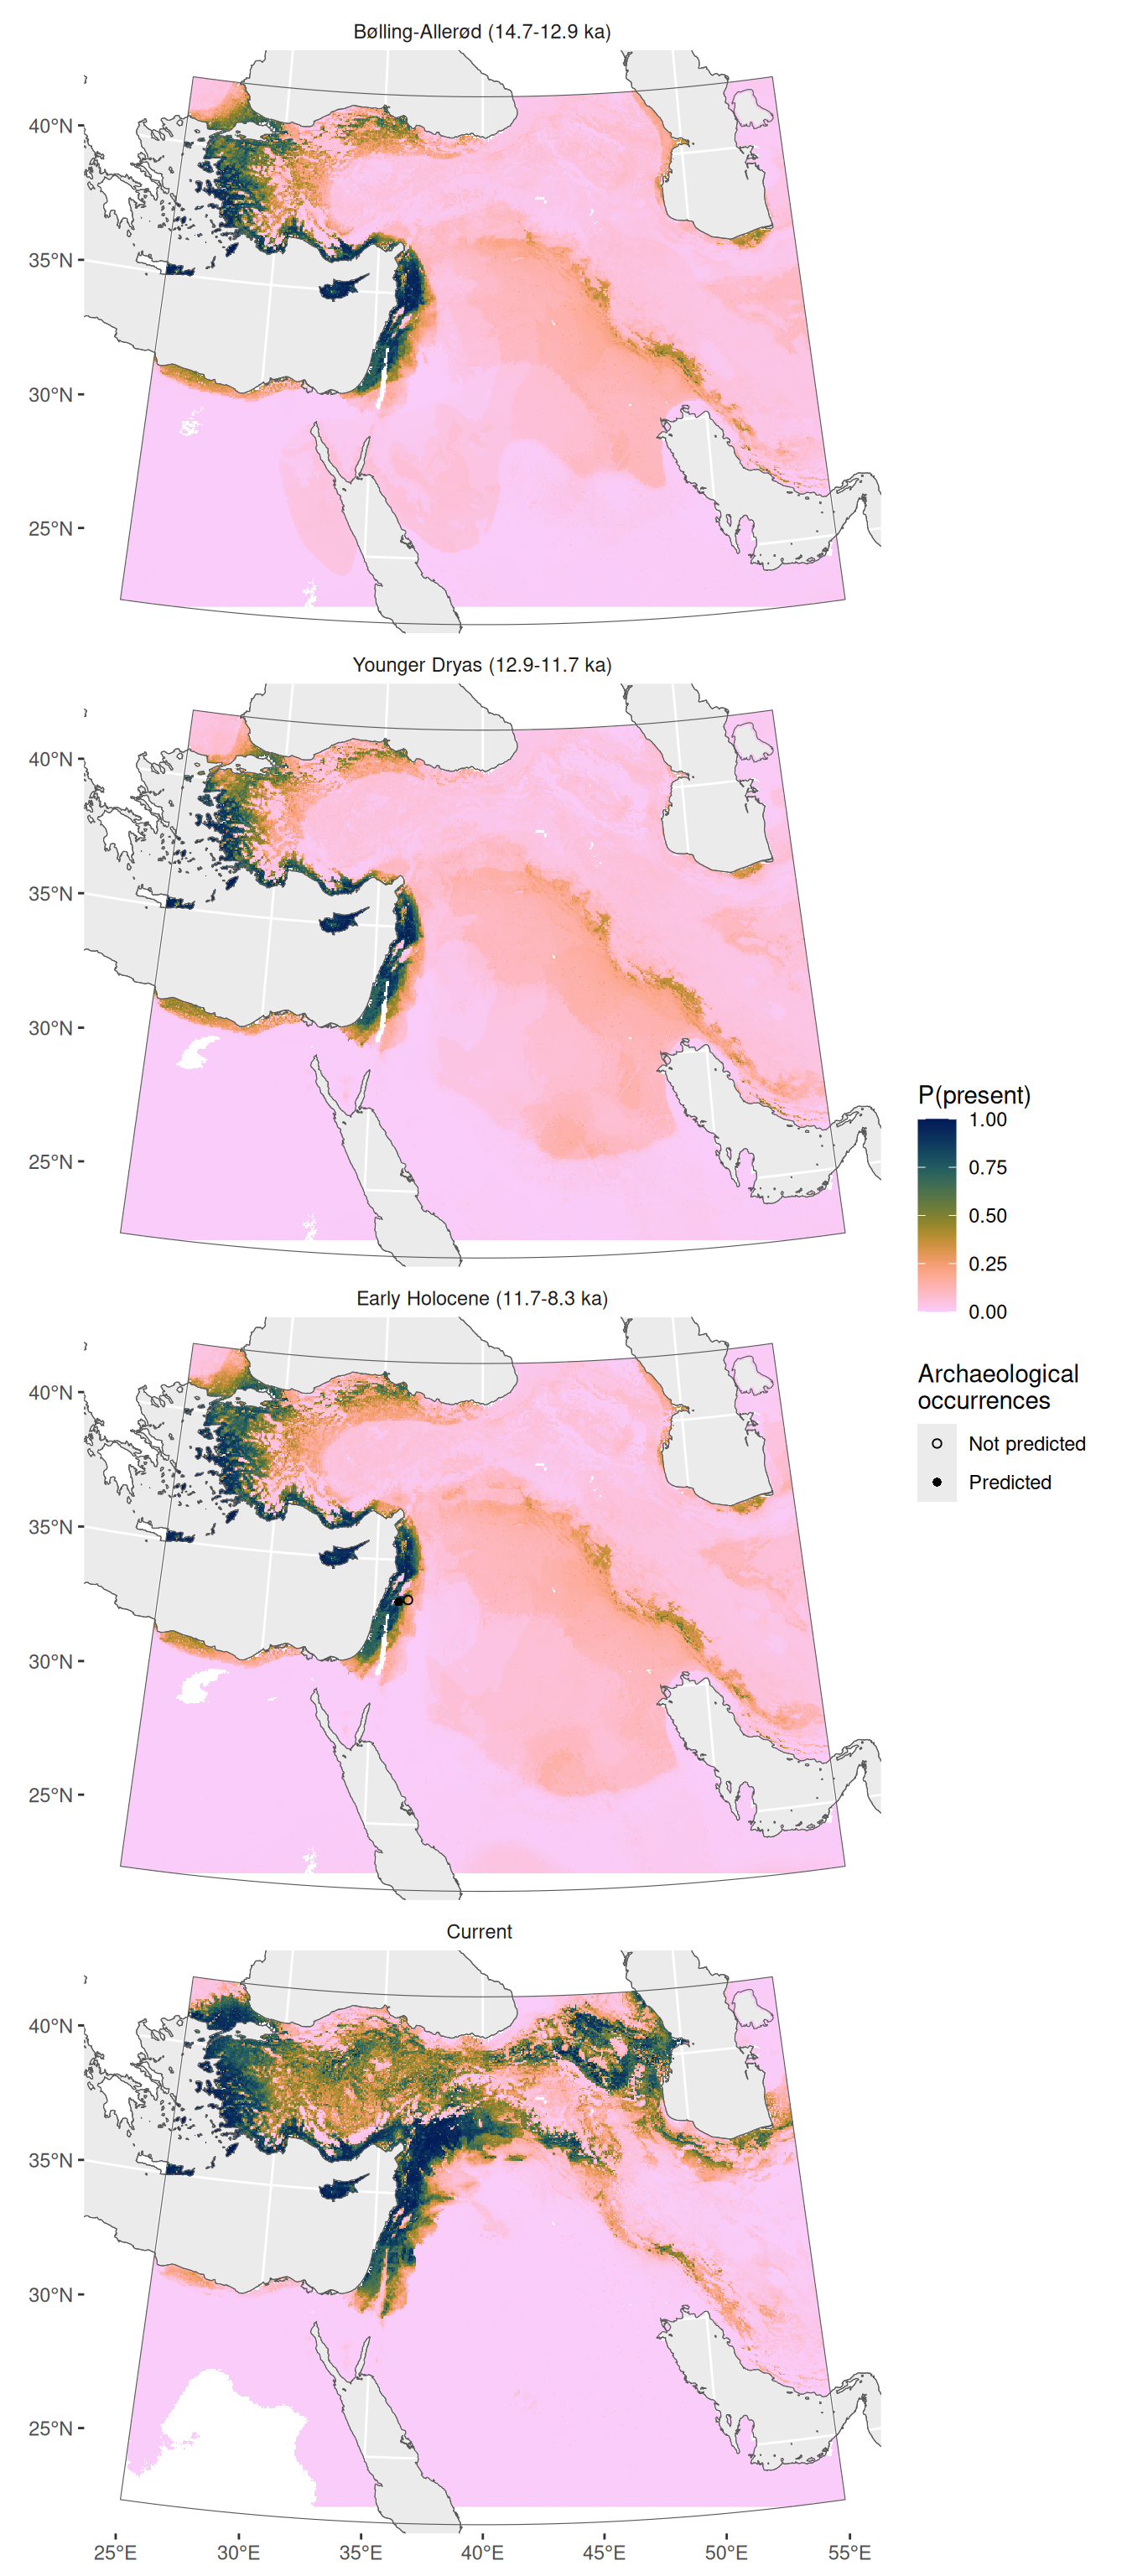 Bølling-Allerød (14.7-12.9 ka)
40°N
35°N
30°N
25°N
Younger Dryas (12.9-11.7 ka)
40°N
35°N
30°N
25°N
P(present)
1.00
0.75
0.50
0.25
0.00
Early Holocene (11.7-8.3 ka)
40°N
35°N
30°N
25°N
Archaeological
occurrences
Not predicted
Predicted
Current
40°N
35°N
30°N
25°N
25°E 30°E 35°E 40°E 45°E 50°E 55°E